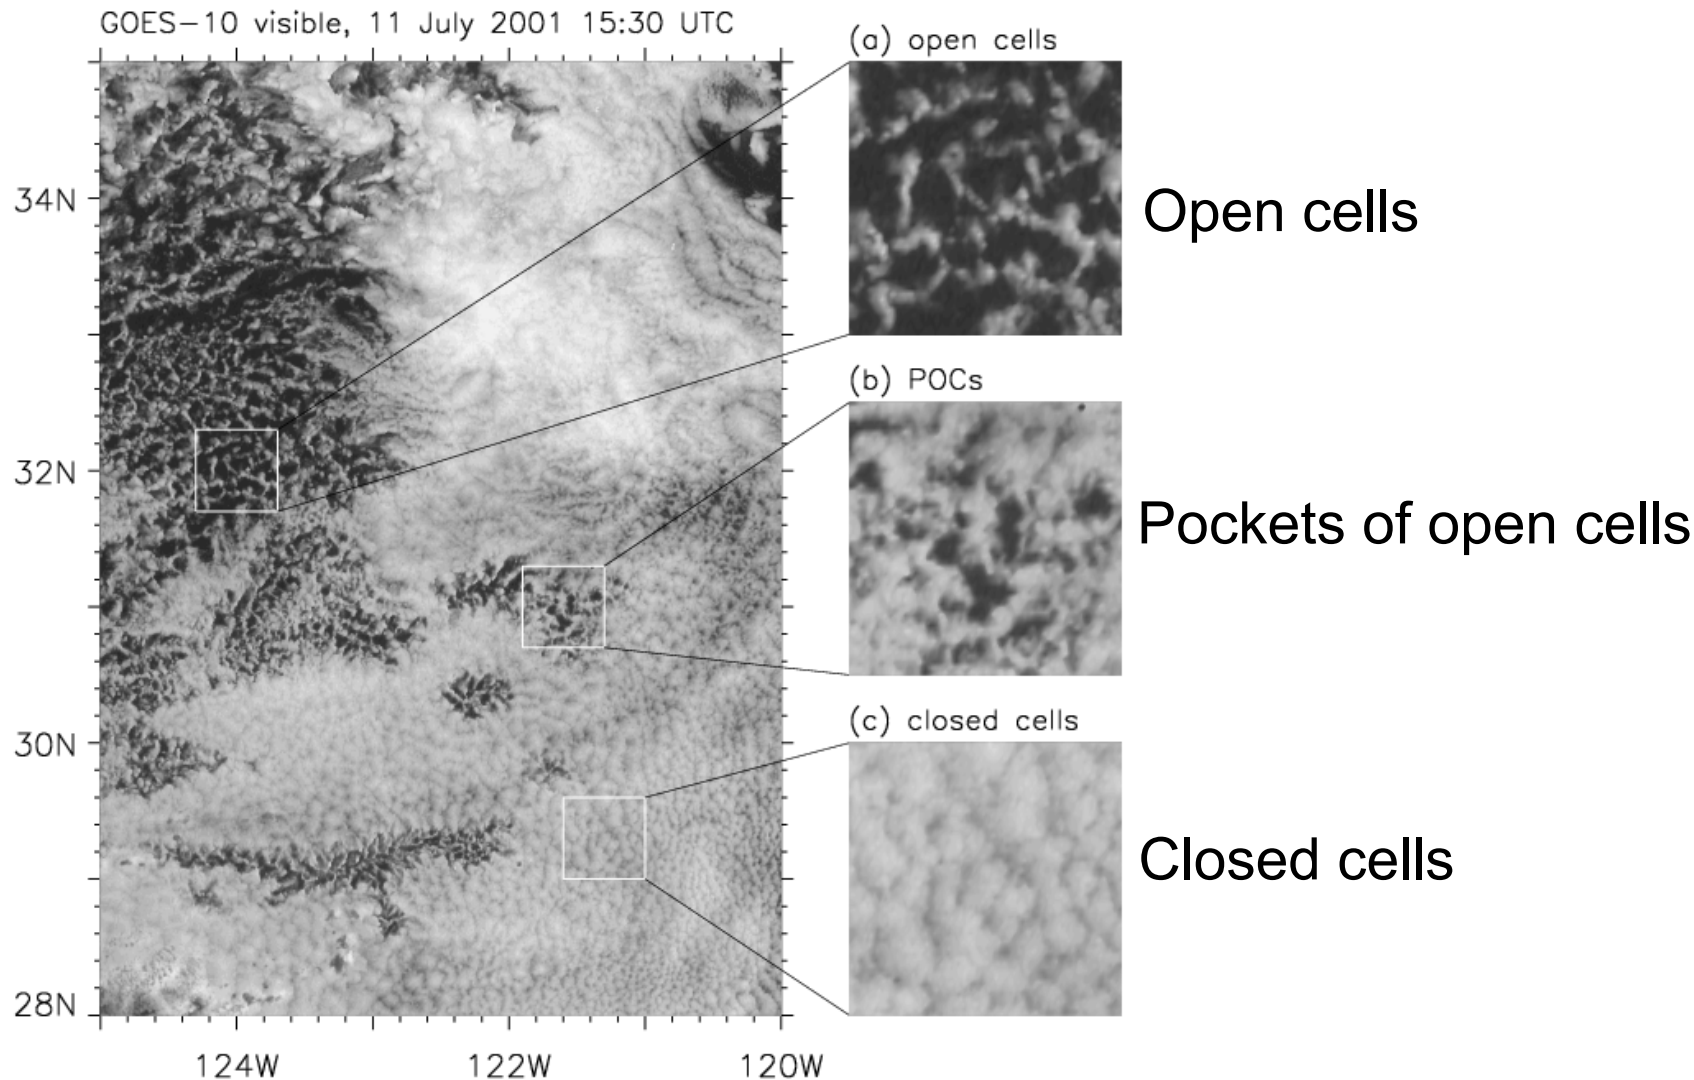 GOES-10 visible, 11 July 2001 15:30 UTC
(a) open cells
34N
Open cells
(b) POCs
32N
Pockets of open cells
(c) closed cells
30N
Closed cells
28N
124W
122W
120W